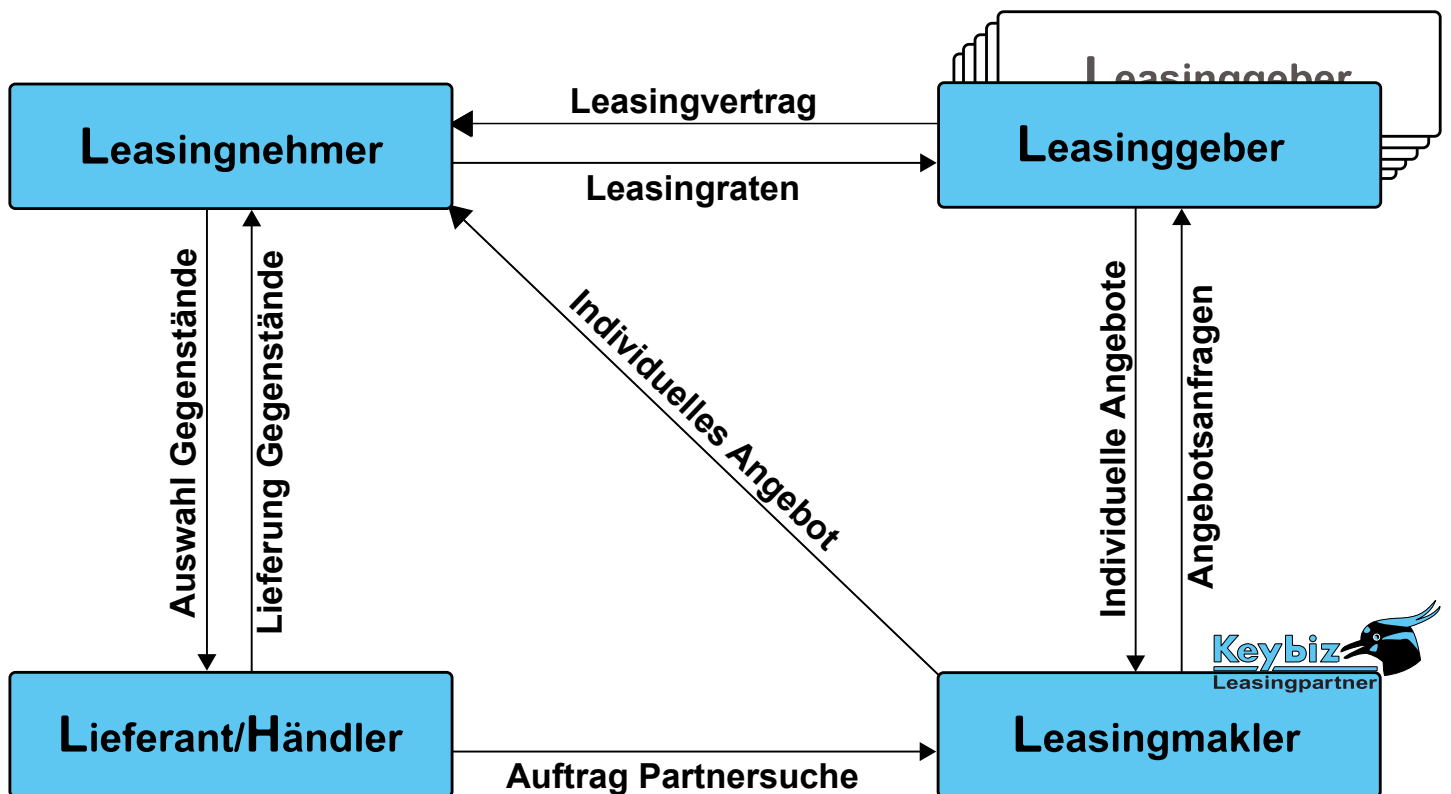 Leasinggeber
Leasingvertrag
Leasingnehmer
Leasinggeber
Leasingraten
Auswahl Gegenstände
Lieferung Gegenstände
Individuelles Angebot
Individuelle Angebote
Angebotsanfragen
Keybiz
Leasingpartner
Lieferant/Händler
Leasingmakler
Auftrag Partnersuche